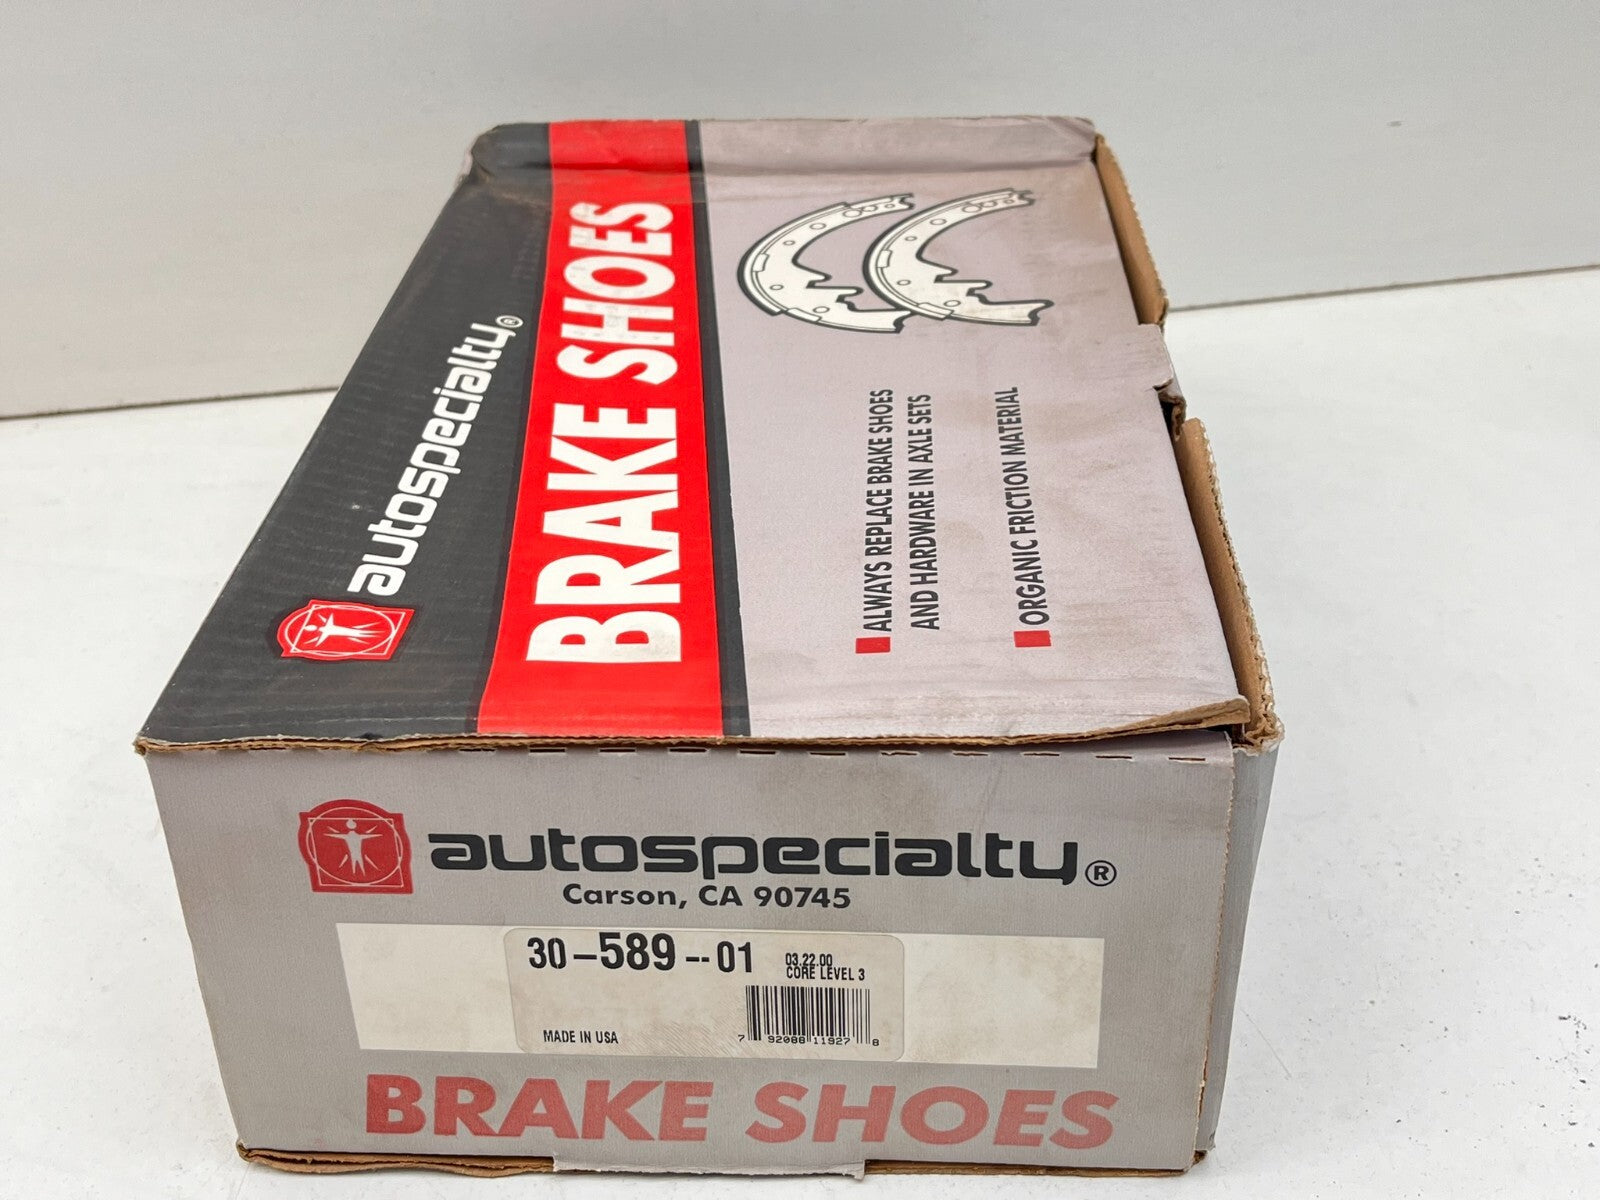 autospecialty®
BRAKE SHOES
ALWAYS REPLACE BRAKE SHOES
AND HARDWARE IN AXLE SETS
ORGANIC FRICTION MATERIAL
autospecialty®
Carson, CA 90745
30-589--01
03.22.00
CORE LEVEL 3
MADE IN USA
7 92088 11927 8
BRAKE SHOES